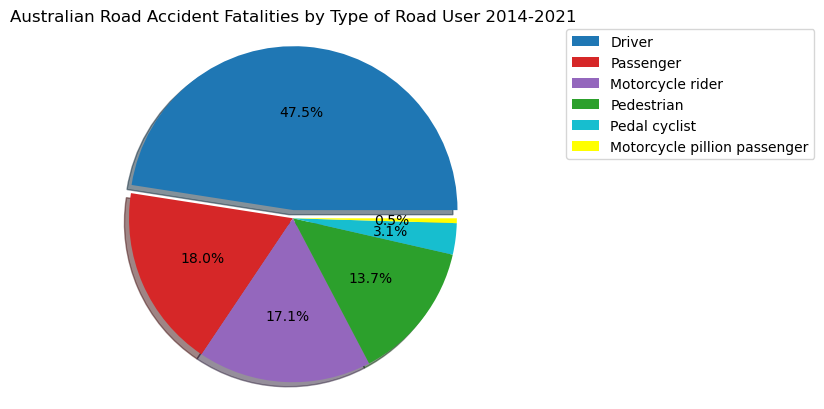 Australian Road Accident Fatalities by Type of Road User 2014-2021
Driver
Passenger
Motorcycle rider
Pedestrian
Pedal cyclist
Motorcycle pillion passenger
47.5%
0.5%
3.1%
18.0%
13.7%
17.1%